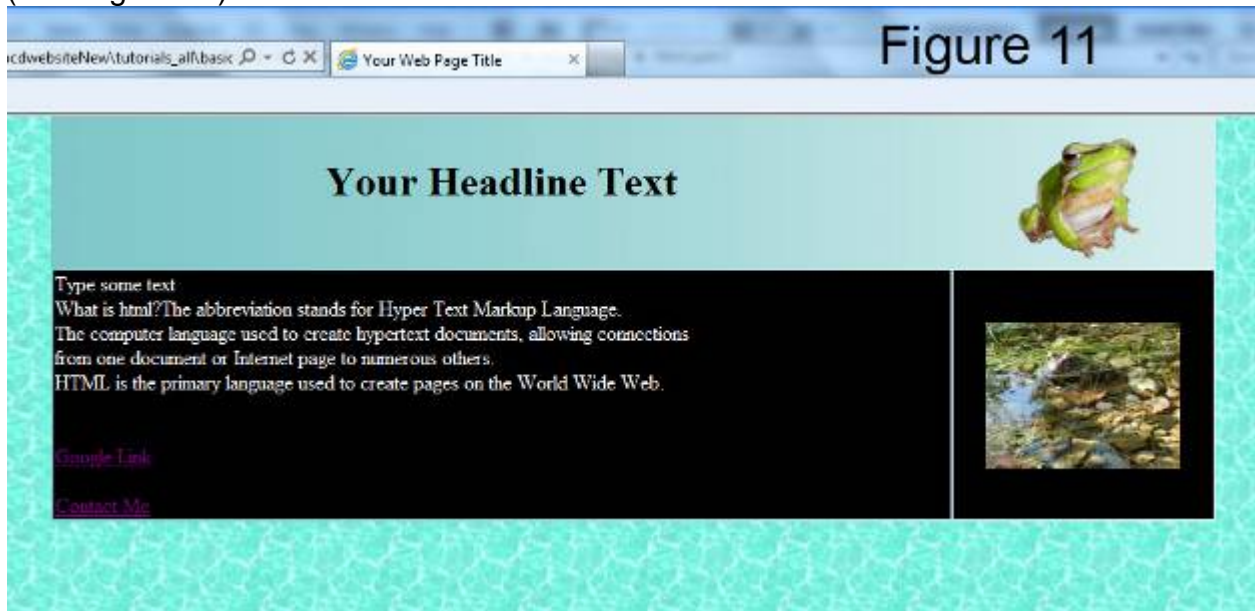 Figure 11
Your Web Page Title
Your Headline Text
Type some text
What is html?The abbreviation stands for Hyper Text Markup Language.
The computer language used to create hypertext documents, allowing connections
from one document or Internet page to numerous others.
HTML is the primary language used to create pages on the World Wide Web.
Google Link
Contact Me